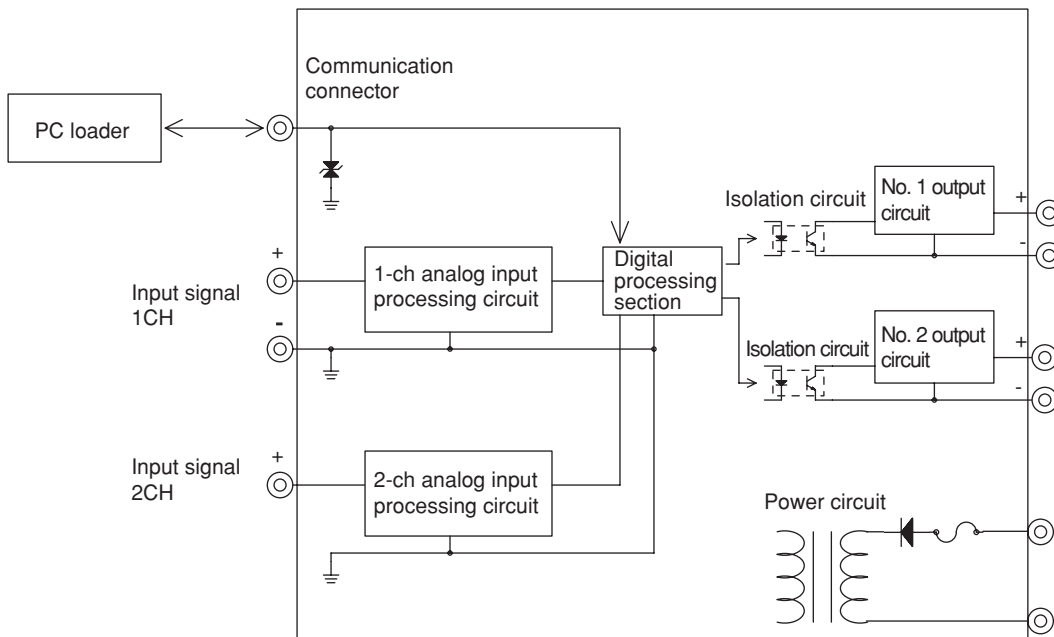 Communication
connector
PC loader
Isolation circuit
No. 1 output
circuit
+
-
+
Input signal
1CH
-
1-ch analog input
processing circuit
Digital
processing
section
Isolation circuit
No. 2 output
circuit
+
-
+
Input signal
2CH
2-ch analog input
processing circuit
Power circuit